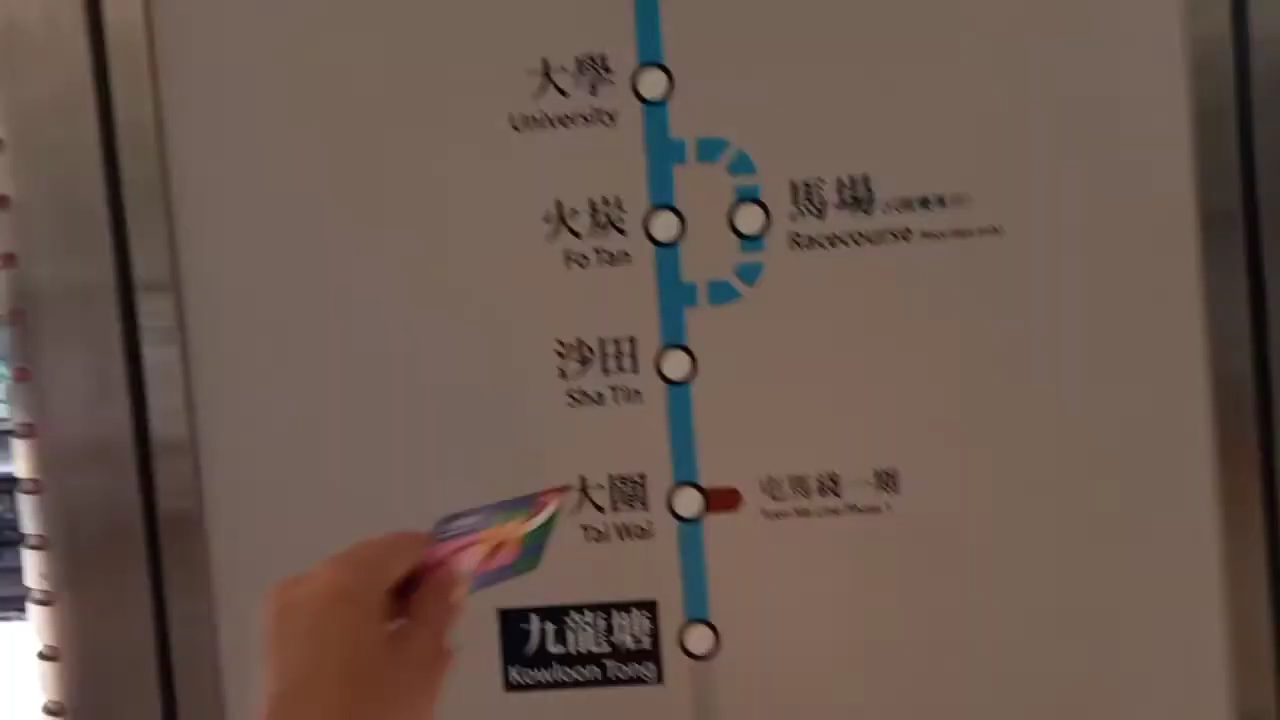 大學
University
火炭
Fo Tan
馬場
Racecourse
沙田
Sha Tin
大圍
Tai Wai
屯馬綫一期
Tuen Ma Line Phase 1
九龍塘
Kowloon Tong